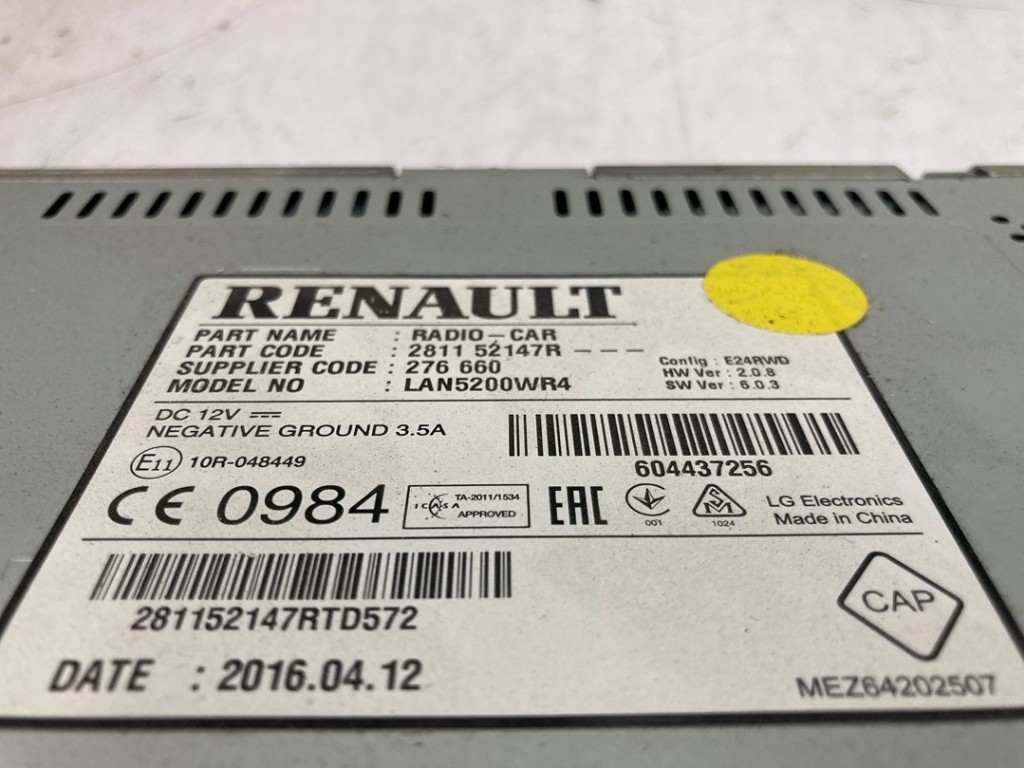 RENAULT
PART NAME : RADIO-CAR
PART CODE : 2811 52147R - - -
SUPPLIER CODE : 276 660
MODEL NO : LAN5200WR4
Config : E24RWD
HW Ver : 2.0.8
SW Ver : 6.0.3
DC 12V
NEGATIVE GROUND 3.5A
604437256
E11 10R-048449
CE 0984
ICASA
TA-2011/1534
APPROVED
EAC
001
SM
1024
LG Electronics
Made in China
281152147RTD572
CAP
DATE : 2016.04.12
MEZ64202507